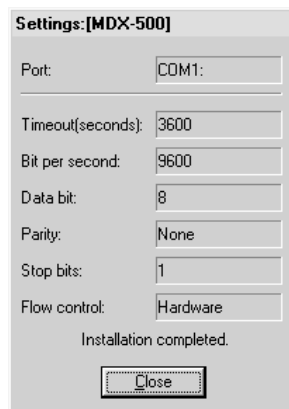 Settings:[MDX-500]
Port: COM1:
Timeout(seconds): 3600
Bit per second: 9600
Data bit: 8
Parity: None
Stop bits: 1
Flow control: Hardware
Installation completed.
Close